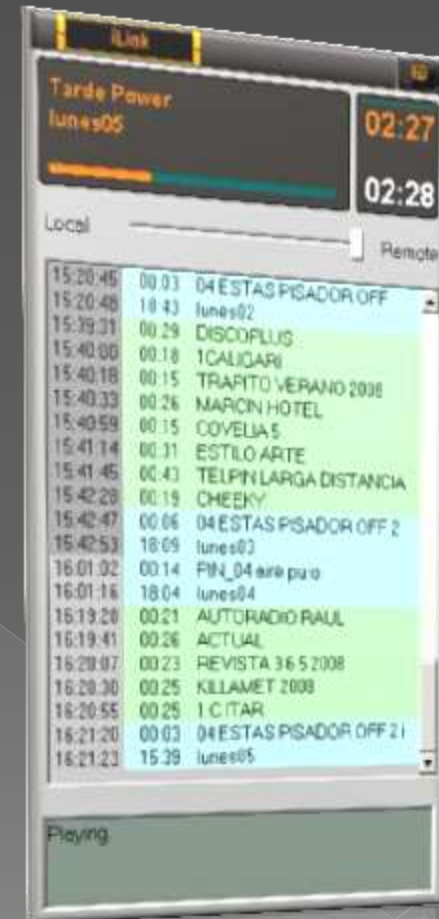 iLink
Tarde Power
lunes05
02:27
02:28
Local
Remote
15:20:45 00:03 04 ESTAS PISADOR OFF
15:20:48 18:43 lunes02
15:39:31 00:29 DISCOPLUS
15:40:00 00:18 1CALIGARI
15:40:18 00:15 TRAPITO VERANO 2008
15:40:33 00:26 MARCIN HOTEL
15:40:59 00:15 COVELIA 5
15:41:14 00:31 ESTILO ARTE
15:41:45 00:43 TELPIN LARGA DISTANCIA
15:42:28 00:19 CHEEKY
15:42:47 00:06 04 ESTAS PISADOR OFF 2
15:42:53 18:09 lunes03
16:01:02 00:14 PIN_04 aire puro
16:01:16 18:04 lunes04
16:19:20 00:21 AUTORADIO RAUL
16:19:41 00:26 ACTUAL
16:20:07 00:23 REVISTA 3 6 5 2008
16:20:30 00:25 KILLAMET 2008
16:20:55 00:25 1 CITAR
16:21:20 00:03 04 ESTAS PISADOR OFF 2 i
16:21:23 15:39 lunes05
Playing